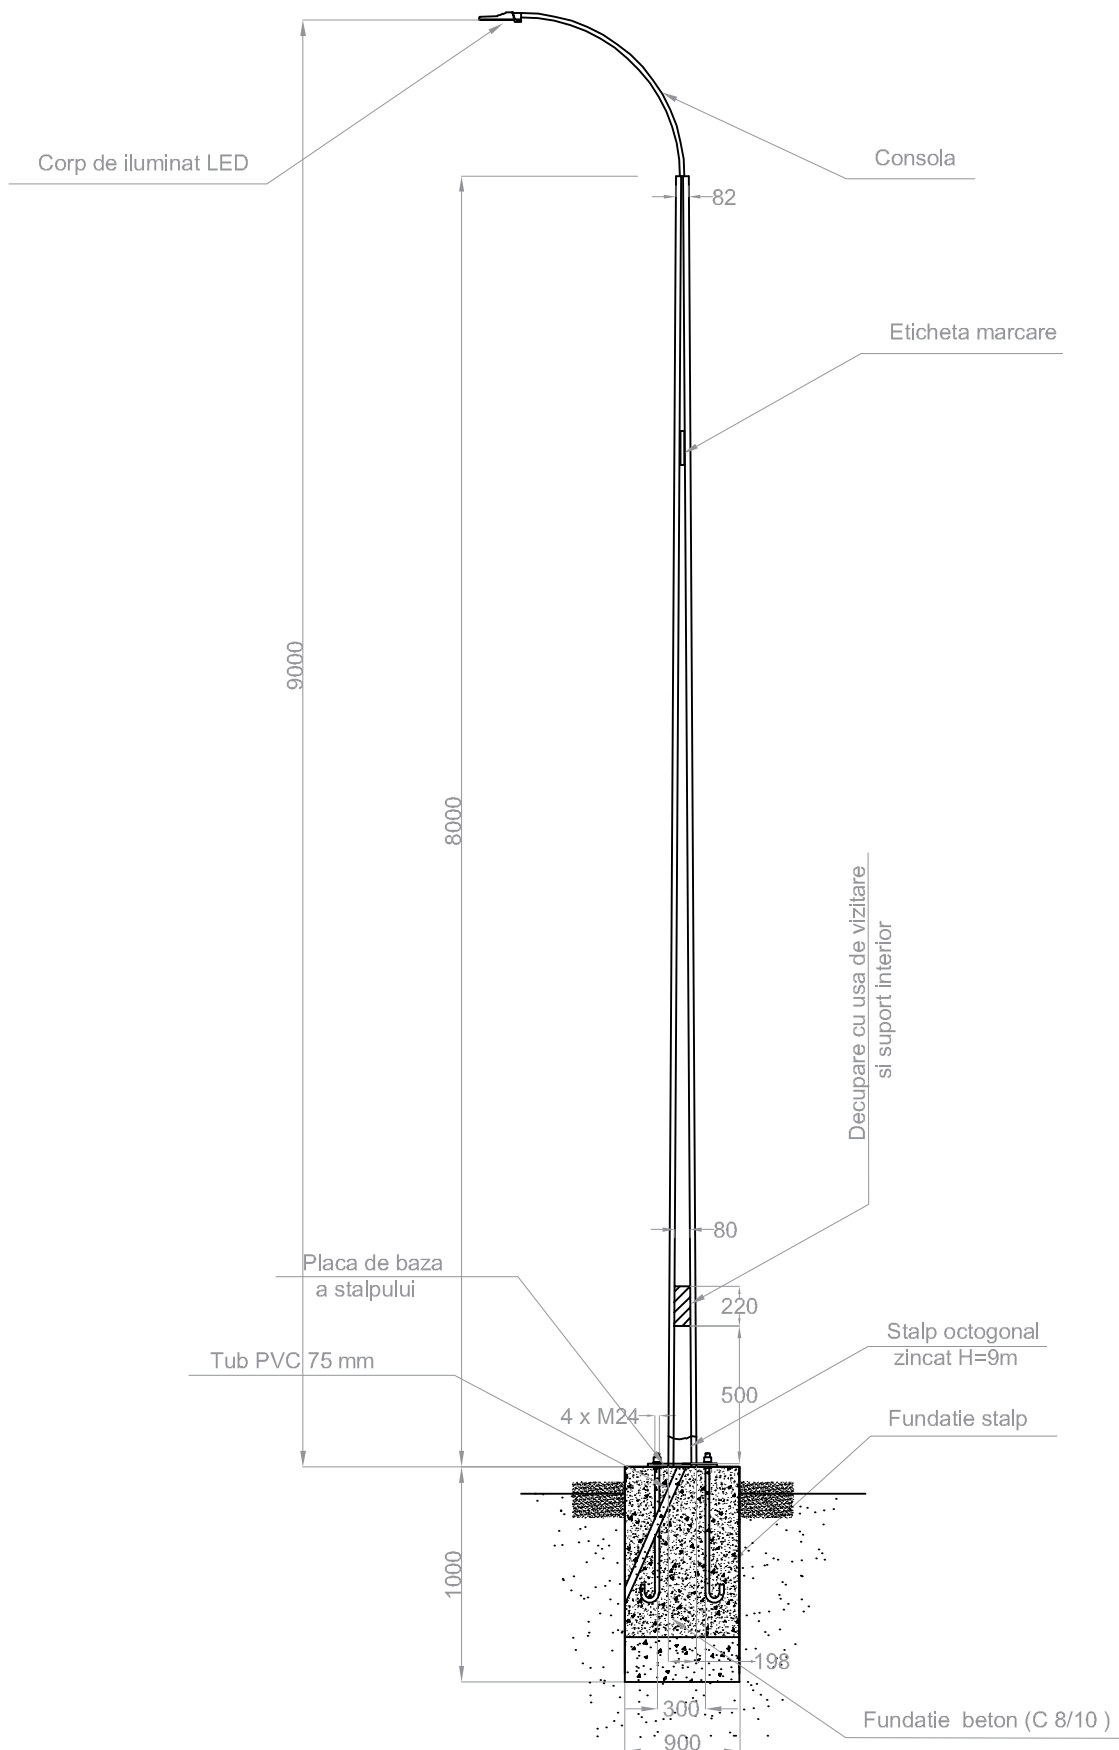 Corp de iluminat LED
Consola
82
Eticheta marcare
9000
8000
Decupare cu usa de vizitare
si suport interior
80
Placa de baza
a stalpului
220
Stalp octogonal
zincat H=9m
Tub PVC 75 mm
500
4 x M24
Fundatie stalp
1000
198
300
Fundatie beton (C 8/10 )
900